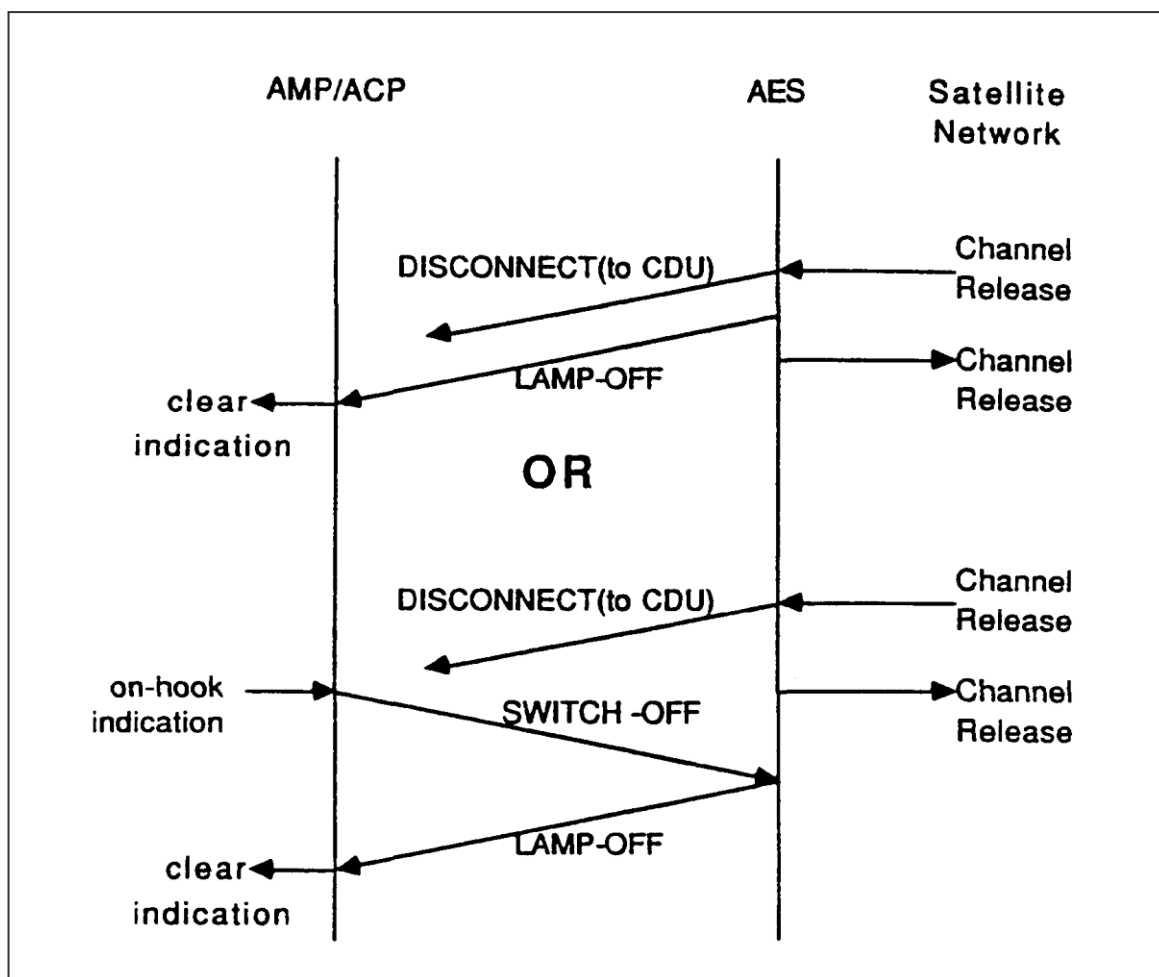 AMP/ACP
AES
Satellite
Network
DISCONNECT(to CDU)
Channel
Release
LAMP-OFF
Channel
Release
clear
indication
OR
DISCONNECT(to CDU)
Channel
Release
on-hook
indication
SWITCH -OFF
Channel
Release
LAMP-OFF
clear
indication